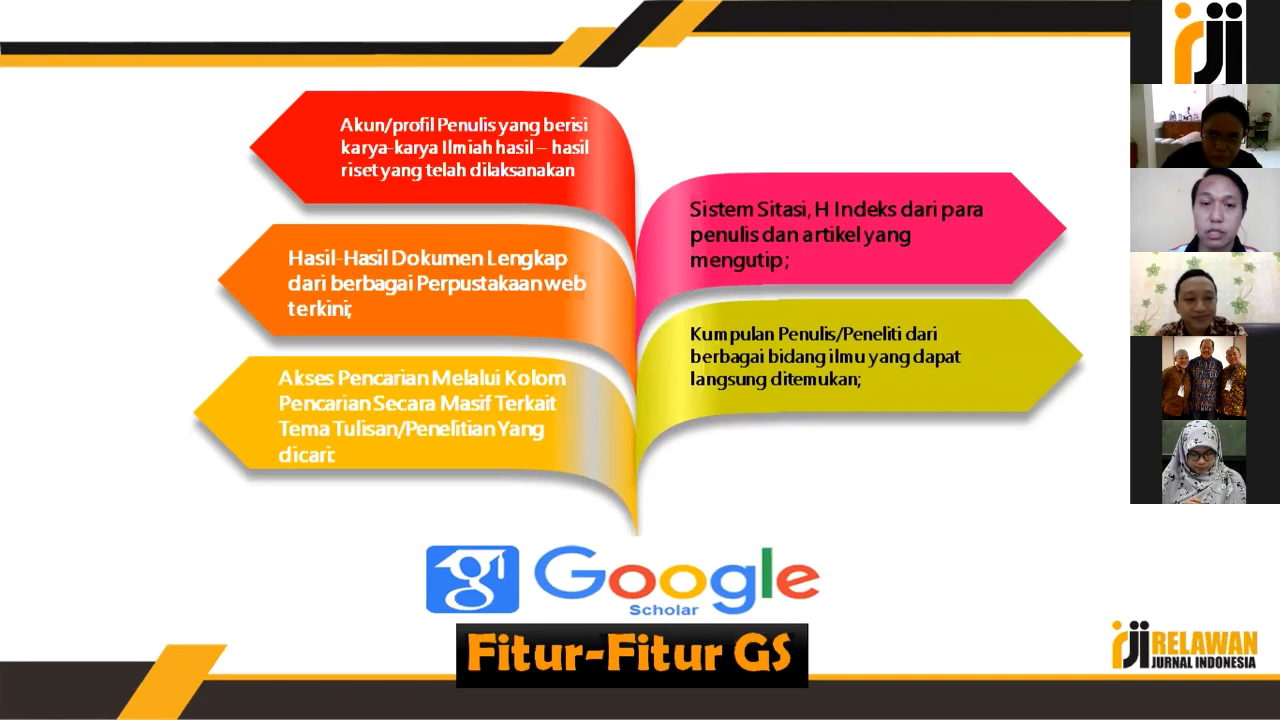 Akun/profil Penulis yang berisi
karya-karya Ilmiah hasil – hasil
riset yang telah dilaksanakan
Hasil-Hasil Dokumen Lengkap
dari berbagai Perpustakaan web
terkini;
Akses Pencarian Melalui Kolom
Pencarian Secara Masif Terkait
Tema Tulisan/Penelitian Yang
dicari:
Sistem Sitasi, H Indeks dari para
penulis dan artikel yang
mengutip;
Kumpulan Penulis/Peneliti dari
berbagai bidang ilmu yang dapat
langsung ditemukan;
g
Google
Scholar
Fitur-Fitur GS
rji
rji RELAWAN
JURNAL INDONESIA